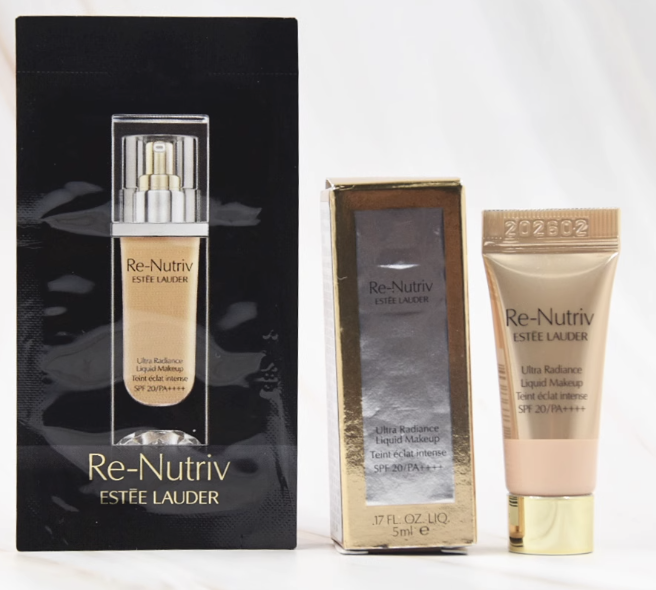 Re-Nutriv
ESTĒE LAUDER
Ultra Radiance
Liquid Makeup
Teint éclat intense
SPF 20/PA++++
Re-Nutriv
ESTĒE LAUDER
Re-Nutriv
ESTĒE LAUDER
Ultra Radiance
Liquid Makeup
Teint éclat intense
SPF 20/PA++++
.17 FL. OZ. LIQ.
5ml ℮
202502
Re-Nutriv
ESTĒE LAUDER
Ultra Radiance
Liquid Makeup
Teint éclat intense
SPF 20/PA++++